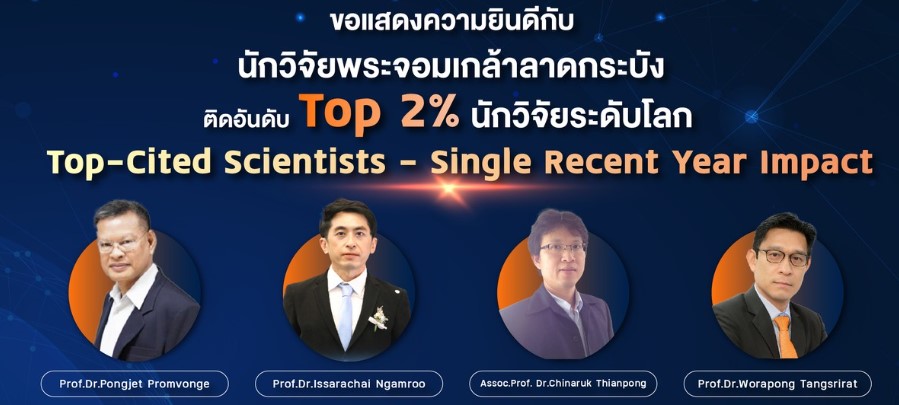 ขอแสดงความยินดีกับ
นักวิจัยพระจอมเกล้าลาดกระบัง
ติดอันดับ Top 2% นักวิจัยระดับโลก
Top-Cited Scientists - Single Recent Year Impact
Prof.Dr.Pongjet Promvonge
Prof.Dr.Issarachai Ngamroo
Assoc.Prof. Dr.Chinaruk Thianpong
Prof.Dr.Worapong Tangsrirat